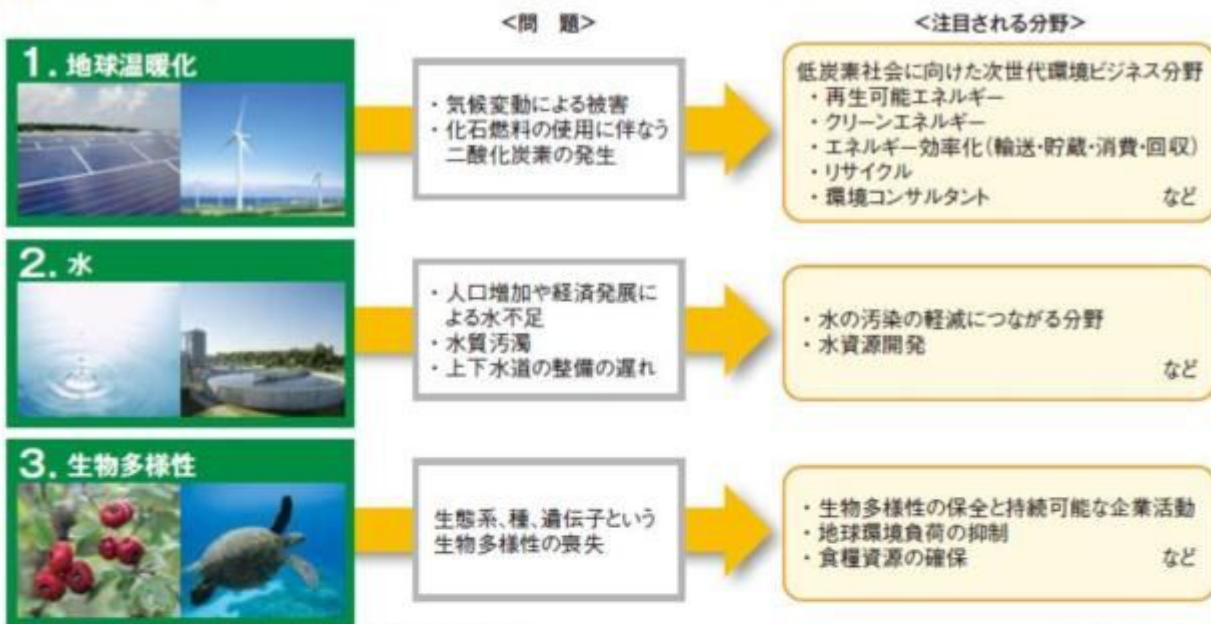 <問 題>
<注目される分野>
1. 地球温暖化
・気候変動による被害
・化石燃料の使用に伴なう
二酸化炭素の発生
低炭素社会に向けた次世代環境ビジネス分野
・再生可能エネルギー
・クリーンエネルギー
・エネルギー効率化(輸送・貯蔵・消費・回収)
・リサイクル
・環境コンサルタント など
2. 水
・人口増加や経済発展に
よる水不足
・水質汚濁
・上下水道の整備の遅れ
・水の汚染の軽減につながる分野
・水資源開発
など
3. 生物多様性
生態系、種、遺伝子という
生物多様性の喪失
・生物多様性の保全と持続可能な企業活動
・地球環境負荷の抑制
・食糧資源の確保 など